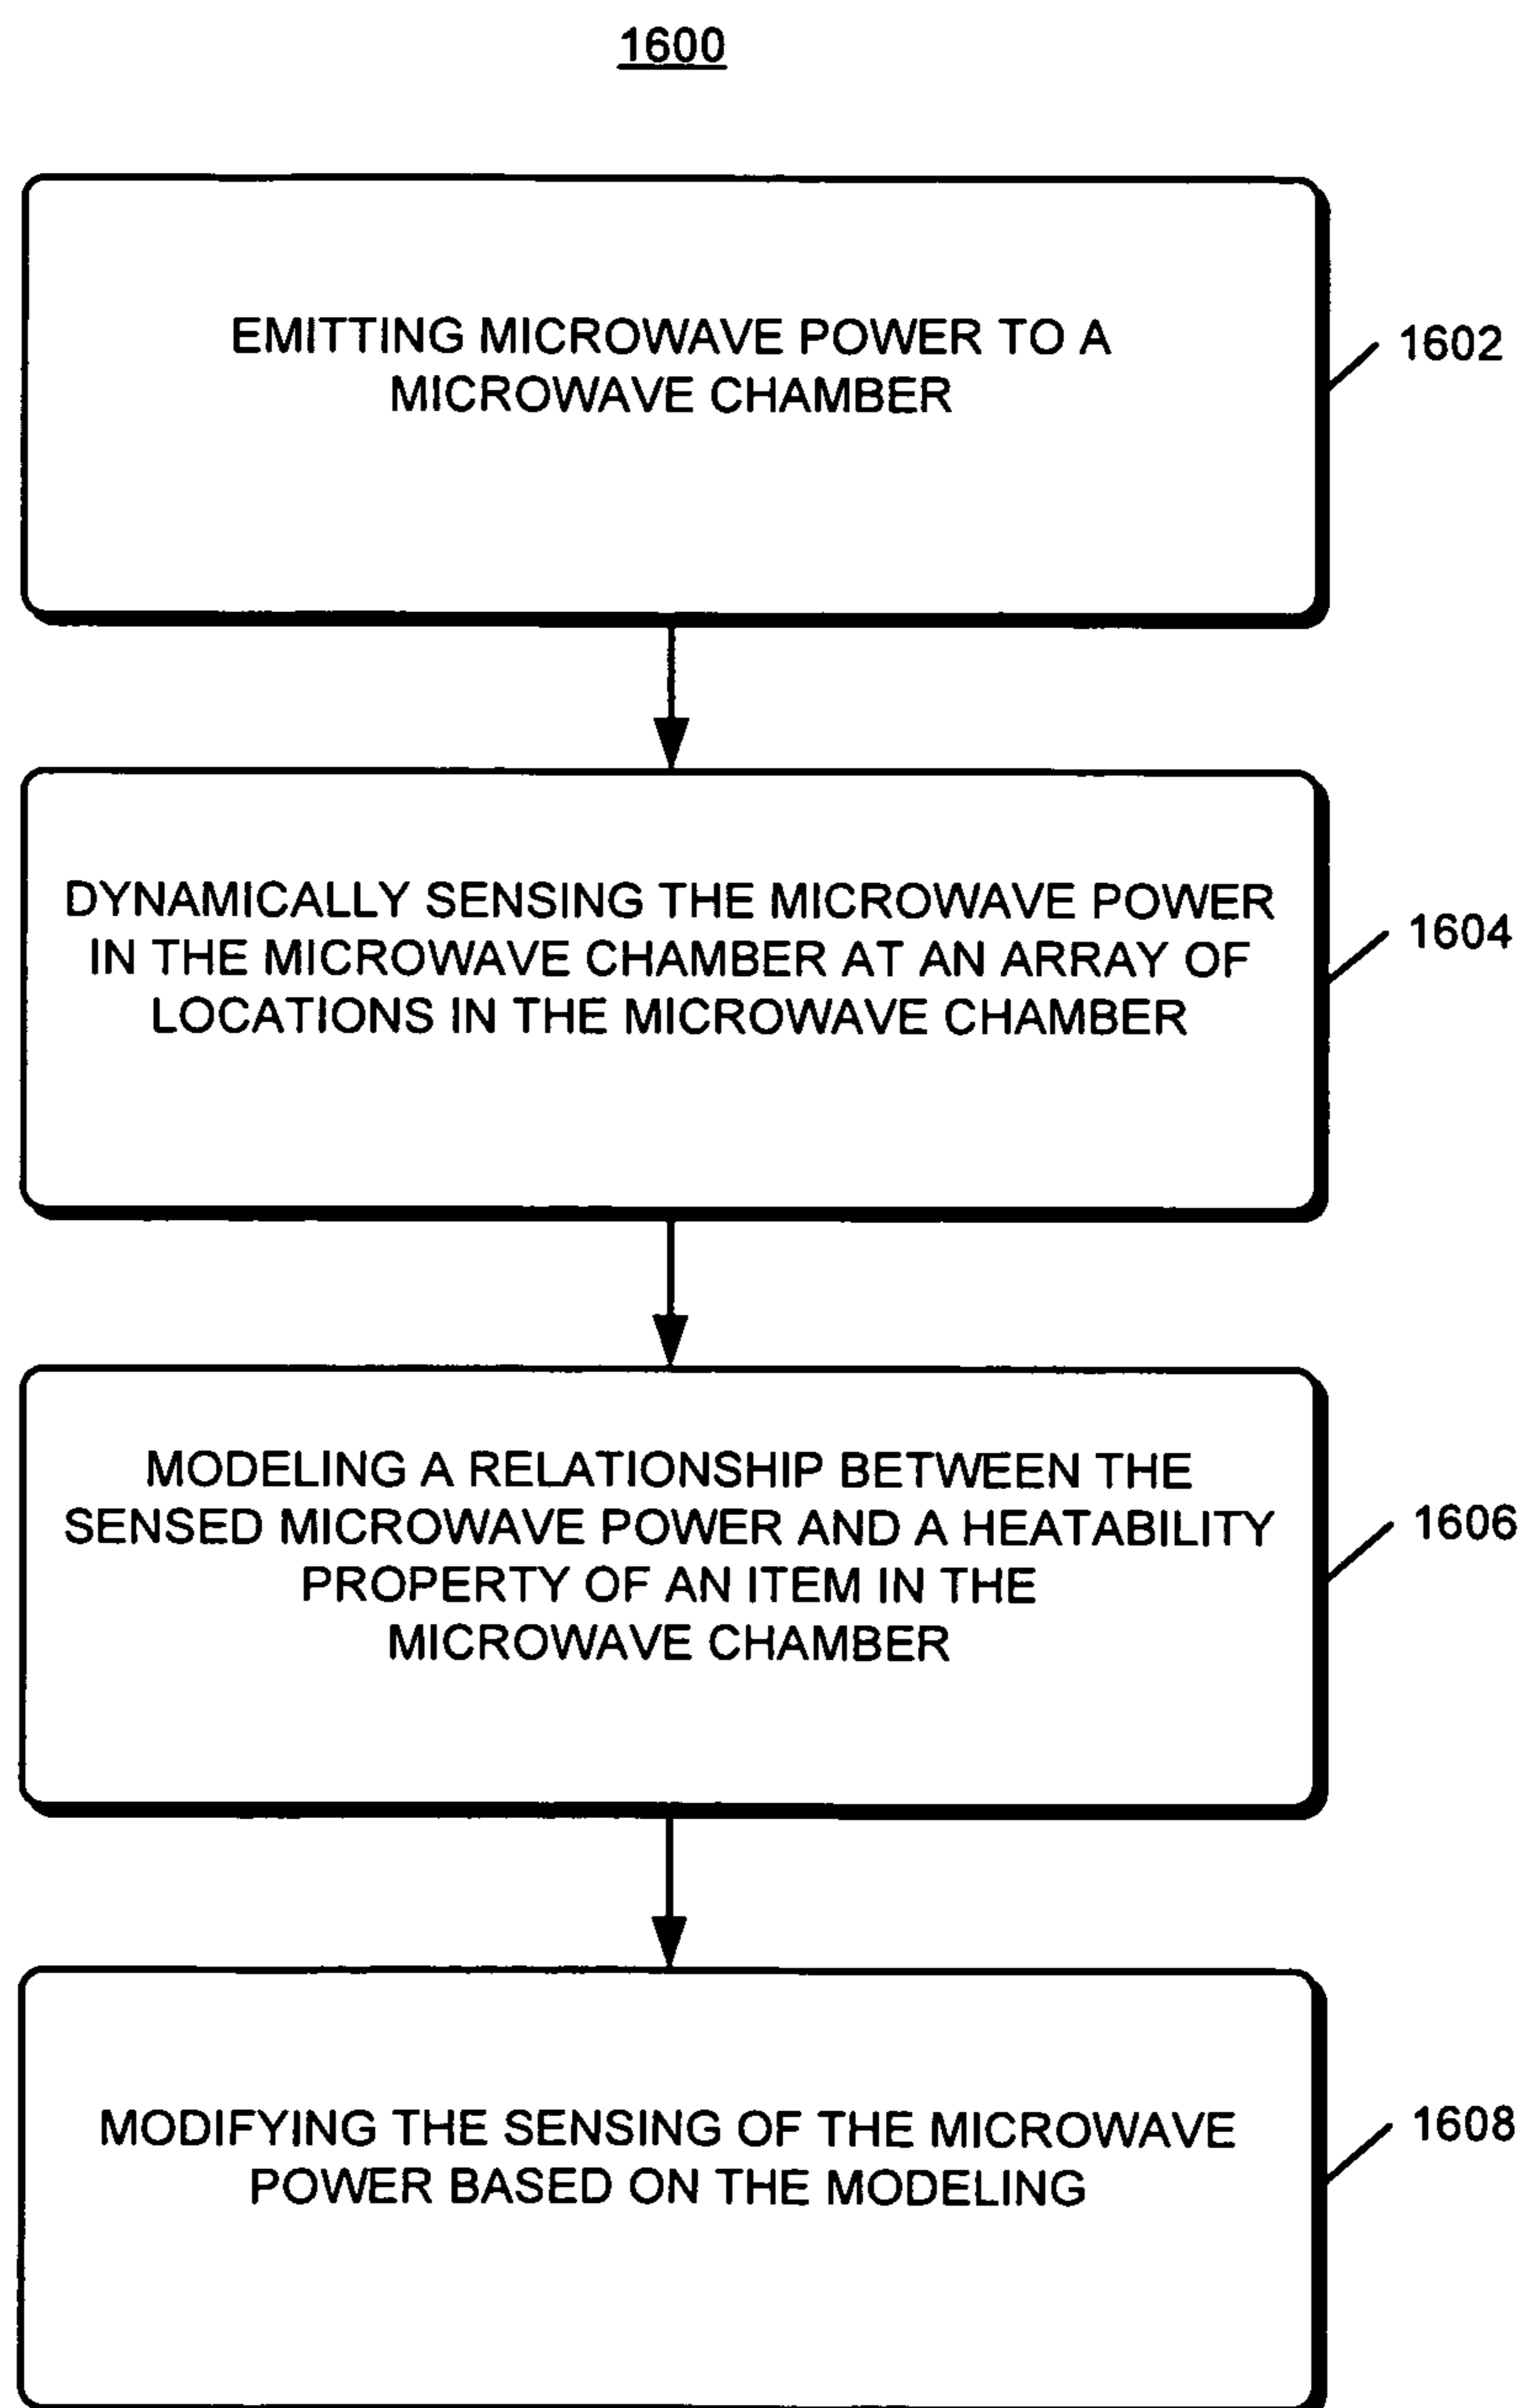 1600
EMITTING MICROWAVE POWER TO A
MICROWAVE CHAMBER
1602
DYNAMICALLY SENSING THE MICROWAVE POWER
IN THE MICROWAVE CHAMBER AT AN ARRAY OF
LOCATIONS IN THE MICROWAVE CHAMBER
1604
MODELING A RELATIONSHIP BETWEEN THE
SENSED MICROWAVE POWER AND A HEATABILITY
PROPERTY OF AN ITEM IN THE
MICROWAVE CHAMBER
1606
MODIFYING THE SENSING OF THE MICROWAVE
POWER BASED ON THE MODELING
1608